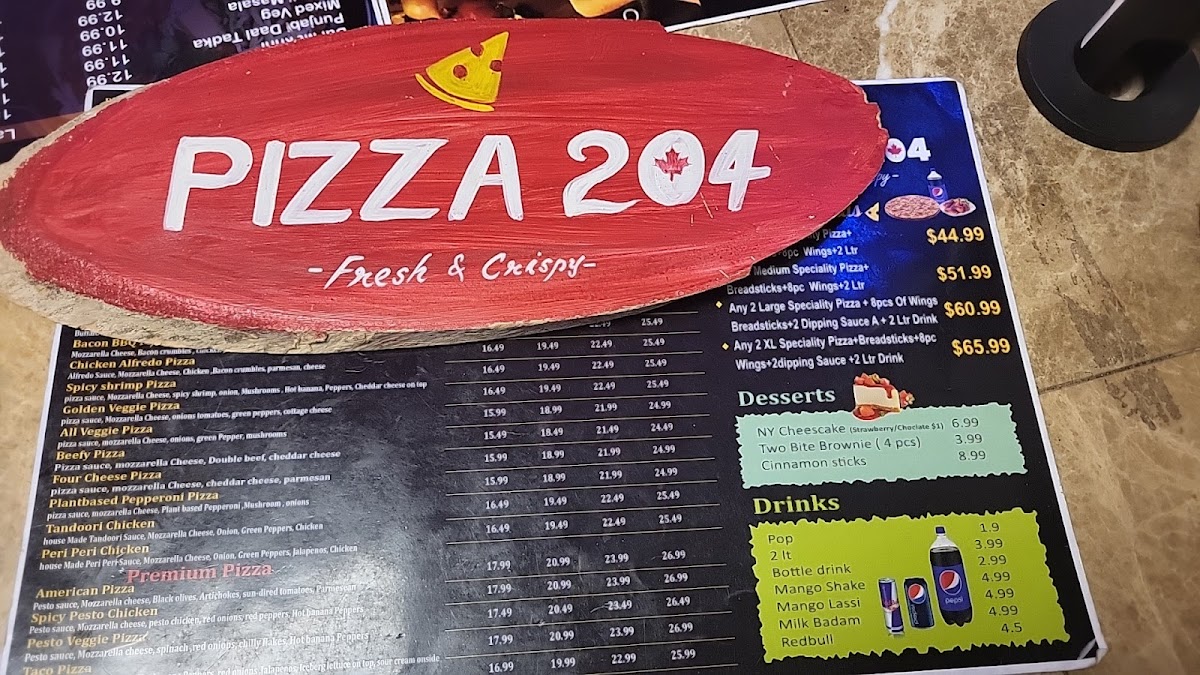 Mixed Veg
Punjabi Daal Tadka
10.99
11.99
11.99
12.99
PIZZA 204
-Fresh & Crispy-
04
Pizza+
8pc Wings+2 Ltr
$44.99
Medium Speciality Pizza+
Breadsticks+8pc Wings+2 Ltr
$51.99
Any 2 Large Speciality Pizza + 8pcs Of Wings
Breadsticks+2 Dipping Sauce A + 2 Ltr Drink
$60.99
Any 2 XL Speciality Pizza+Breadsticks+8pc
Wings+2dipping Sauce +2 Ltr Drink
$65.99
22.49 25.49
Bacon BBQ 16.49 19.49 22.49 25.49
Mozzarella Cheese, Bacon crumbles, chicken
Chicken Alfredo Pizza 16.49 19.49 22.49 25.49
Alfredo Sauce, Mozzarella Cheese, Chicken ,Bacon crumbles, parmesan, cheese
Spicy shrimp Pizza 16.49 19.49 22.49 25.49
pizza sauce, Mozzarella Cheese, spicy shrimp, onion, Mushrooms , Hot banana, Peppers, Cheddar cheese on top
Golden Veggie Pizza 15.99 18.99 21.99 24.99
pizza sauce, Mozzarella Cheese, onions tomatoes, green peppers, cottage cheese
All Veggie Pizza 15.49 18.49 21.49 24.49
pizza sauce, mozzarella Cheese, onions, green Pepper, mushrooms
Beefy Pizza 15.99 18.99 21.99 24.99
Pizza sauce, mozzarella Cheese, Double beef, cheddar cheese
Four Cheese Pizza 15.99 18.99 21.99 24.99
pizza sauce, mozzarella Cheese, cheddar cheese, parmesan
Plantbased Pepperoni Pizza 16.49 19.49 22.49 25.49
pizza sauce, mozzarella Cheese, Plant based Pepperoni ,Mushroom , onions
Tandoori Chicken 16.49 19.49 22.49 25.49
house Made Tandoori Sauce, Mozzarella Cheese, Onion, Green Peppers, Chicken
Peri Peri Chicken 17.99 20.99 23.99 26.99
house Made Peri Peri Sauce, Mozzarella Cheese, Onion, Green Peppers, Jalapenos, Chicken
Premium Pizza
American Pizza 17.99 20.99 23.99 26.99
Pesto sauce, Mozzarella cheese, Black olives, Artichokes, sun-dired tomatoes, Parmesean
Spicy Pesto Chicken 17.49 20.49 23.49 26.49
Pesto sauce, Mozzarella cheese, pesto chicken, red onions, red peppers, Hot banana Peppers
Pesto Veggie Pizza 17.99 20.99 23.99 26.99
Pesto sauce, Mozzarella cheese, spinach ,red onions, chilly flakes, Hot banana Peppers
Taco Pizza 16.99 19.99 22.99 25.99
red onions, Jalapeno, Iceberg lettice on top, sour cream onside
Desserts
NY Cheescake (Strawberry/Choclate $1) 6.99
Two Bite Brownie ( 4 pcs) 3.99
Cinnamon sticks 8.99
Drinks
Pop 1.9
2 lt 3.99
Bottle drink 2.99
Mango Shake 4.99
Mango Lassi 4.99
Milk Badam 4.99
Redbull 4.5
pepsi